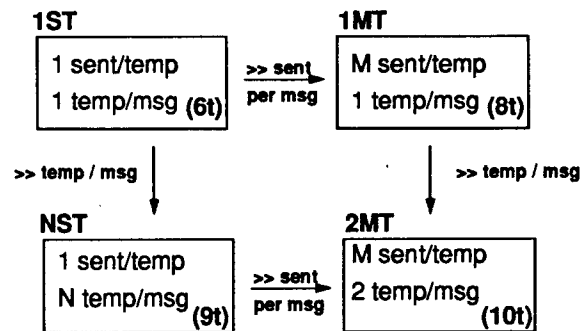 1ST
1 sent/temp
1 temp/msg (6t)
>> sent
per msg
1MT
M sent/temp
1 temp/msg (8t)
>> temp / msg
>> temp / msg
NST
1 sent/temp
N temp/msg (9t)
>> sent
per msg
2MT
M sent/temp
2 temp/msg
(10t)